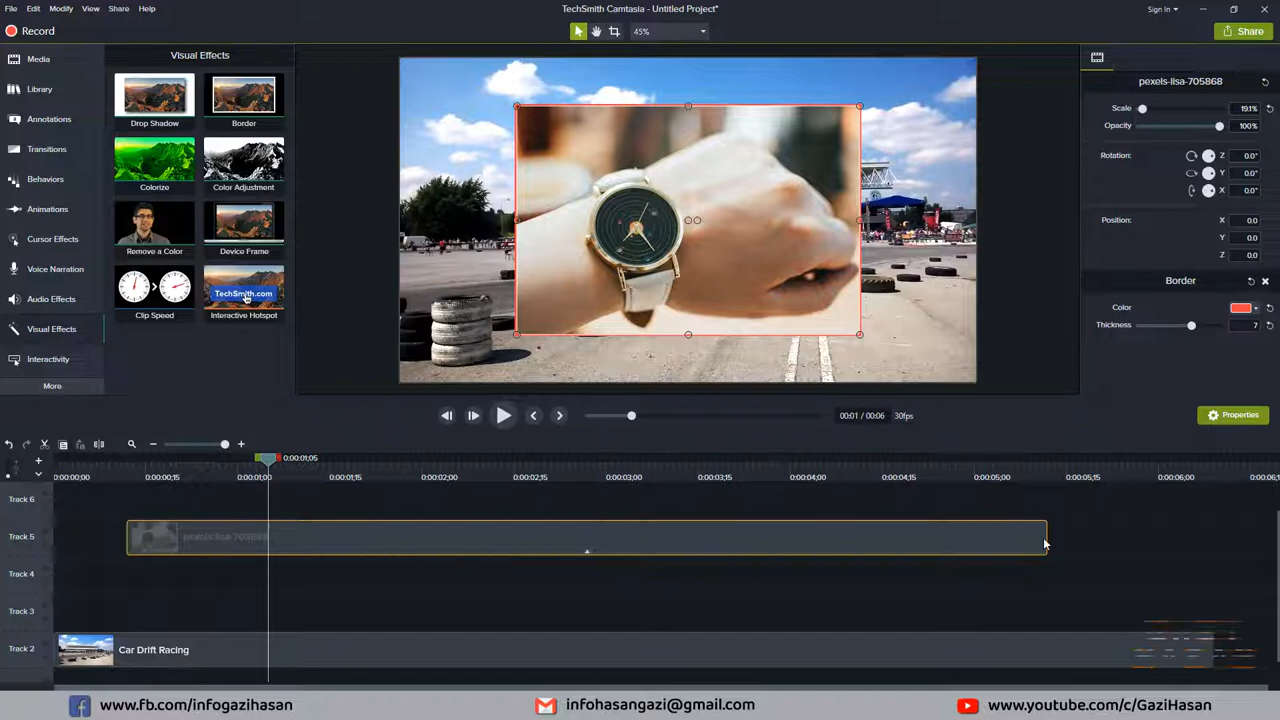 File Edit Modify View Share Help
TechSmith Camtasia - Untitled Project*
Sign In
Record
45%
Share
Media
Library
Annotations
Transitions
Behaviors
Animations
Cursor Effects
Voice Narration
Audio Effects
Visual Effects
Interactivity
More
Visual Effects
Drop Shadow
Border
Colorize
Color Adjustment
Remove a Color
Device Frame
TechSmith.com
Clip Speed
Interactive Hotspot
pexels-lisa-705868
Scale 19.1%
Opacity 100%
Rotation: Z 0.0°
Y 0.0°
X 0.0°
Position: X 0.0
Y 0.0
Z 0.0
Border
Color
Thickness 7
00:01 / 00:06 30fps
Properties
0:00:01;05
0:00:00;00 0:00:00;15 0:00:01;00 0:00:01;15 0:00:02;00 0:00:02;15 0:00:03;00 0:00:03;15 0:00:04;00 0:00:04;15 0:00:05;00 0:00:05;15 0:00:06;00
Track 6
Track 5
pexels-lisa-705868
Track 4
Track 3
Track 2
Car Drift Racing
www.fb.com/infogazihasan
infohasangazi@gmail.com
www.youtube.com/c/GaziHasan